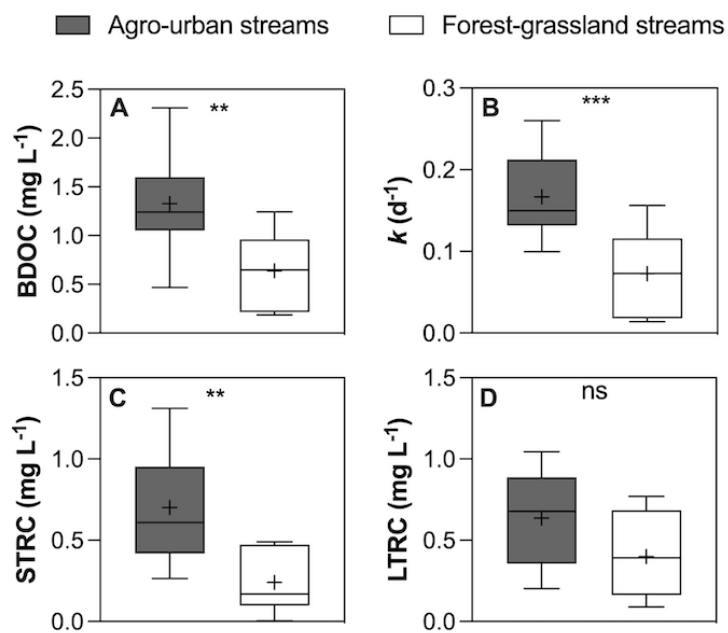 Agro-urban streams
Forest-grassland streams
A
**
BDOC (mg L⁻¹)
2.5
2.0
1.5
1.0
0.5
0.0
B
***
k (d⁻¹)
0.3
0.2
0.1
0.0
C
**
STRC (mg L⁻¹)
1.5
1.0
0.5
0.0
D
ns
LTRC (mg L⁻¹)
1.5
1.0
0.5
0.0